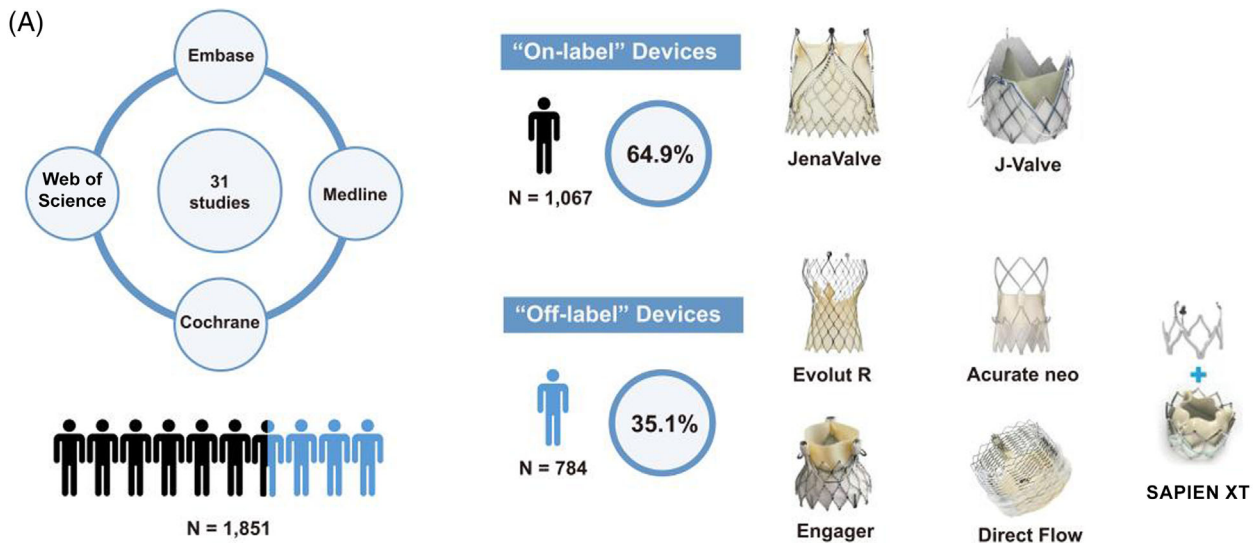 (A)
Embase
Web of
Science
31
studies
Medline
Cochrane
N = 1,851
“On-label” Devices
64.9%
N = 1,067
JenaValve
J-Valve
“Off-label” Devices
35.1%
N = 784
Evolut R
Acurate neo
+
Engager
Direct Flow
SAPIEN XT